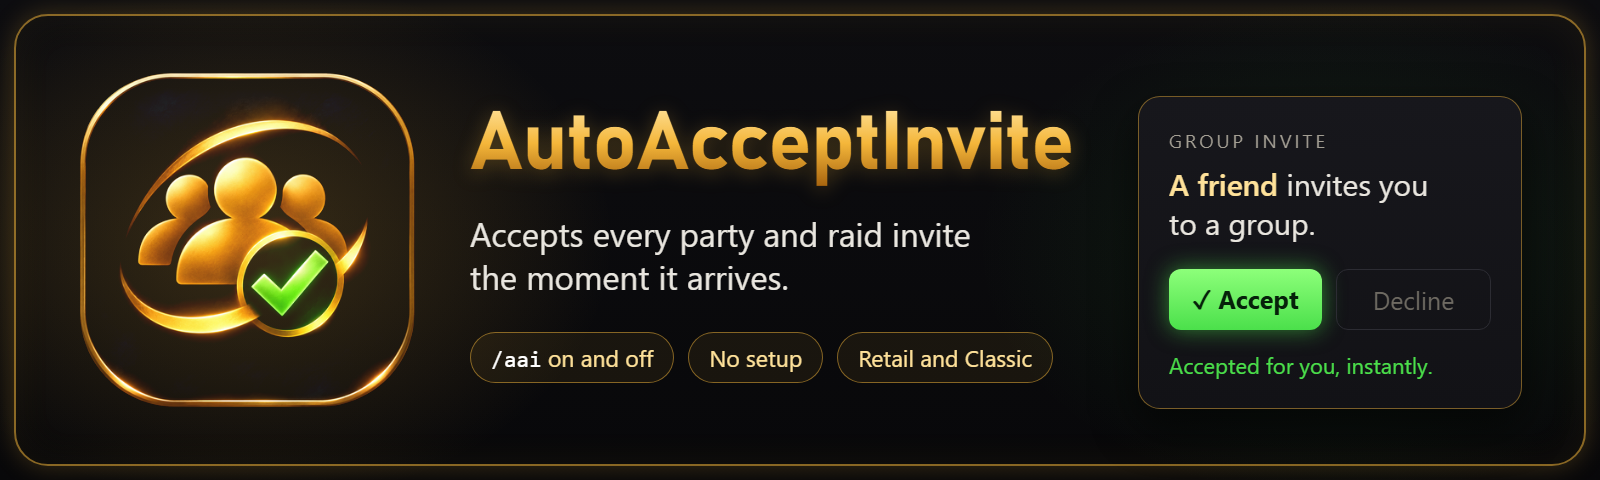 AutoAcceptInvite
Accepts every party and raid invite
the moment it arrives.
/aai on and off
No setup
Retail and Classic
GROUP INVITE
A friend invites you
to a group.
✓ Accept
Decline
Accepted for you, instantly.